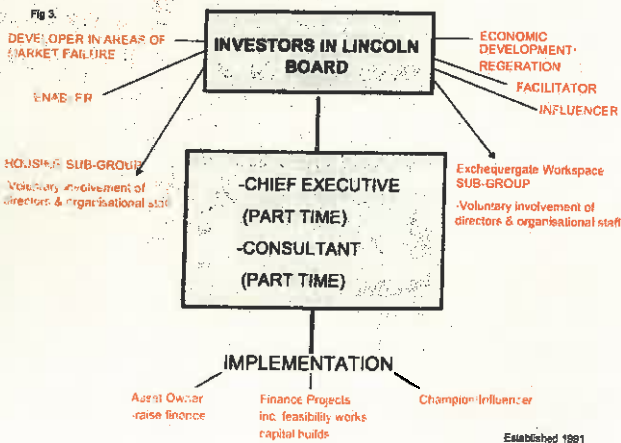 Fig 3.
DEVELOPER IN AREAS OF
MARKET FAILURE
ENABLER
INVESTORS IN LINCOLN
BOARD
ECONOMIC
DEVELOPMENT-
REGERATION
FACILITATOR
INFLUENCER
HOUSING SUB-GROUP
-Voluntary involvement of
directors & organisational staff
-CHIEF EXECUTIVE
(PART TIME)
-CONSULTANT
(PART TIME)
Exchequergate Workspace
SUB-GROUP
-Voluntary involvement of
directors & organisational staff
IMPLEMENTATION
Asset Owner
-raise finance
Finance Projects
inc. feasibility works
capital builds
Champion/Influencer
Established 1991